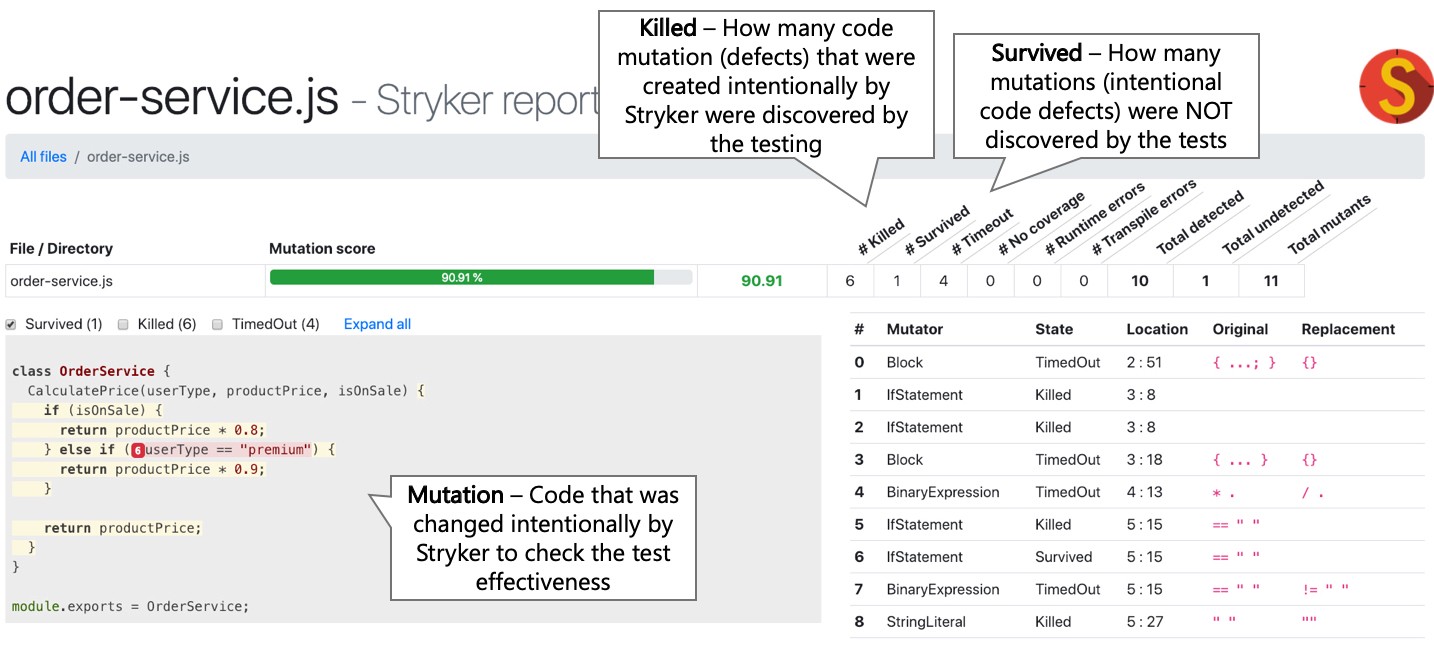 Killed – How many code
mutation (defects) that were
created intentionally by
Stryker were discovered by
the testing
Survived – How many
mutations (intentional
code defects) were NOT
discovered by the tests
order-service.js - Stryker report
S
All files / order-service.js
File / Directory Mutation score # Killed # Survived # Timeout # No coverage # Runtime errors # Transpile errors Total detected Total undetected Total mutants
order-service.js 90.91 % 90.91 6 1 4 0 0 0 10 1 11
Survived (1) Killed (6) TimedOut (4) Expand all
class OrderService {
CalculatePrice(userType, productPrice, isOnSale) {
if (isOnSale) {
return productPrice * 0.8;
} else if (6userType == "premium") {
return productPrice * 0.9;
}
return productPrice;
}
}
module.exports = OrderService;
Mutation – Code that was
changed intentionally by
Stryker to check the test
effectiveness
# Mutator State Location Original Replacement
0 Block TimedOut 2 : 51 { ...; } {}
1 IfStatement Killed 3 : 8
2 IfStatement Killed 3 : 8
3 Block TimedOut 3 : 18 { ... } {}
4 BinaryExpression TimedOut 4 : 13 * . / .
5 IfStatement Killed 5 : 15 == " "
6 IfStatement Survived 5 : 15 == " "
7 BinaryExpression TimedOut 5 : 15 == " " != " "
8 StringLiteral Killed 5 : 27 " " ""